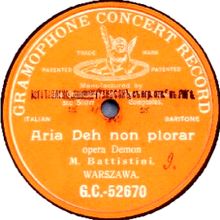 GRAMOPHONE CONCERT RECORD
TRADE MARK
PATENTED PATENTED
Manufactured by
ITALIAN BARITONE
Aria Deh non plorar
opera Demon
M. Battistini.
WARSZAWA.
G.C.-52670